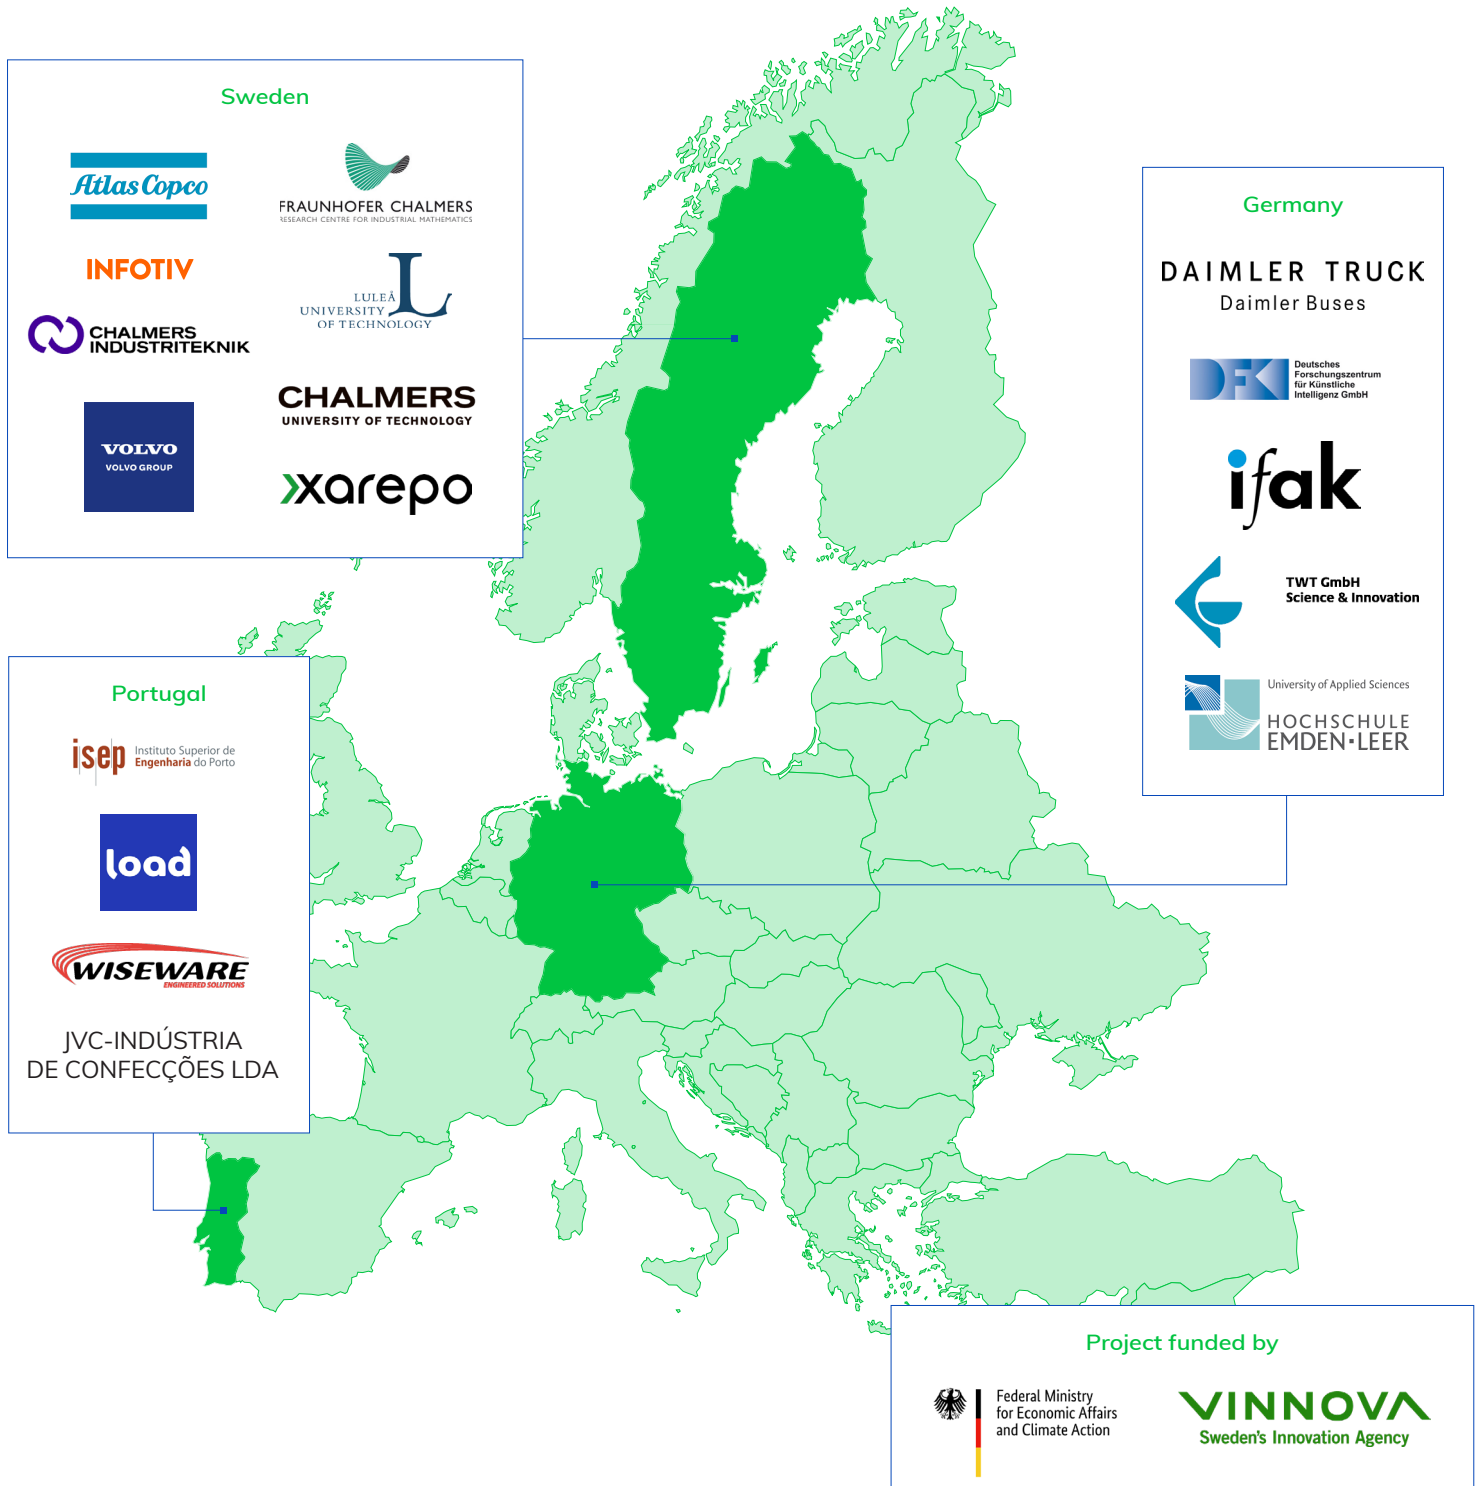 Sweden
Atlas Copco
FRAUNHOFER CHALMERS
RESEARCH CENTRE FOR INDUSTRIAL MATHEMATICS
INFOTIV
LULEÅ
UNIVERSITY
OF TECHNOLOGY
L
CHALMERS
INDUSTRITEKNIK
CHALMERS
UNIVERSITY OF TECHNOLOGY
VOLVO
VOLVO GROUP
xarepo
Germany
DAIMLER TRUCK
Daimler Buses
DFKI
Deutsches
Forschungszentrum
für Künstliche
Intelligenz GmbH
ifak
TWT GmbH
Science & Innovation
University of Applied Sciences
HOCHSCHULE
EMDEN·LEER
Portugal
isep
Instituto Superior de
Engenharia do Porto
load
WISEWARE
ENGINEERED SOLUTIONS
JVC-INDÚSTRIA
DE CONFECÇÕES LDA
Project funded by
Federal Ministry
for Economic Affairs
and Climate Action
VINNOVA
Sweden's Innovation Agency